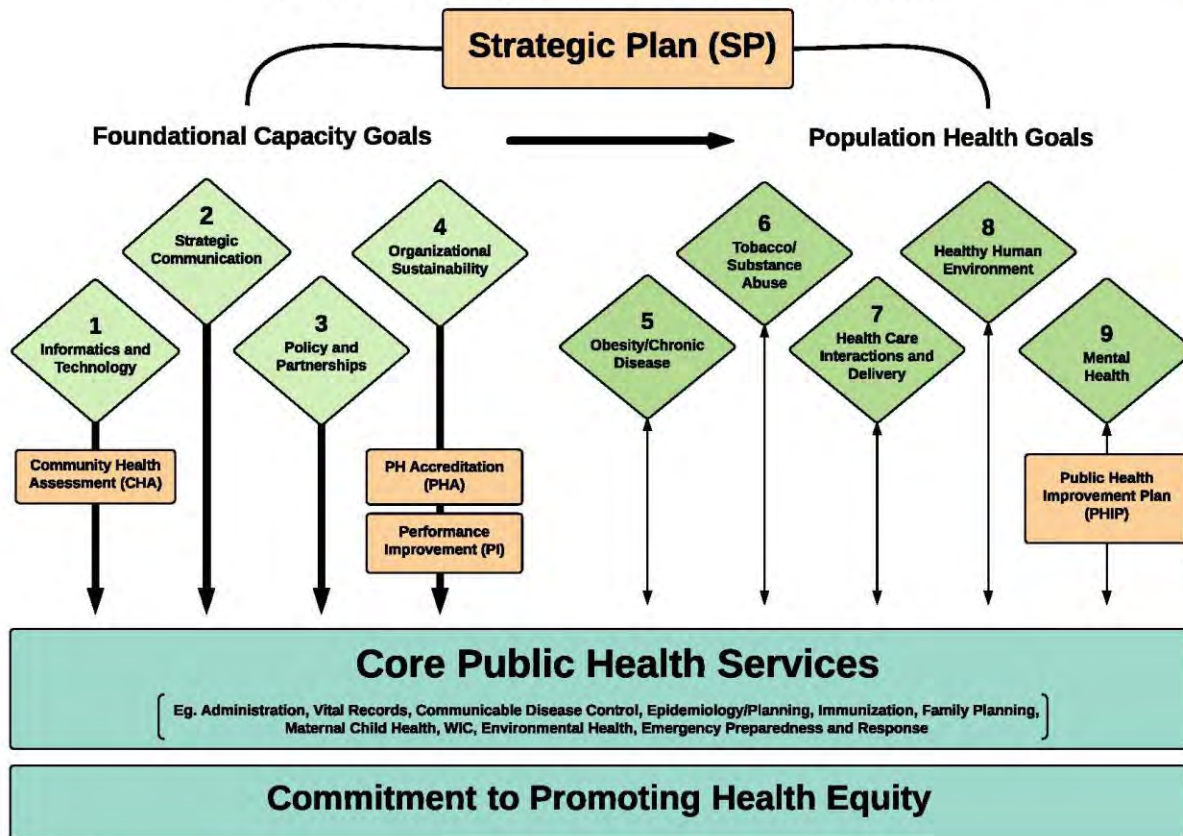 Strategic Plan (SP)
Foundational Capacity Goals
Population Health Goals
1
Informatics and
Technology
2
Strategic
Communication
3
Policy and
Partnerships
4
Organizational
Sustainability
5
Obesity/Chronic
Disease
6
Tobacco/
Substance
Abuse
7
Health Care
Interactions and
Delivery
8
Healthy Human
Environment
9
Mental
Health
Community Health
Assessment (CHA)
PH Accreditation
(PHA)
Performance
Improvement (PI)
Public Health
Improvement Plan
(PHIP)
Core Public Health Services
Eg. Administration, Vital Records, Communicable Disease Control, Epidemiology/Planning, Immunization, Family Planning,
Maternal Child Health, WIC, Environmental Health, Emergency Preparedness and Response
Commitment to Promoting Health Equity